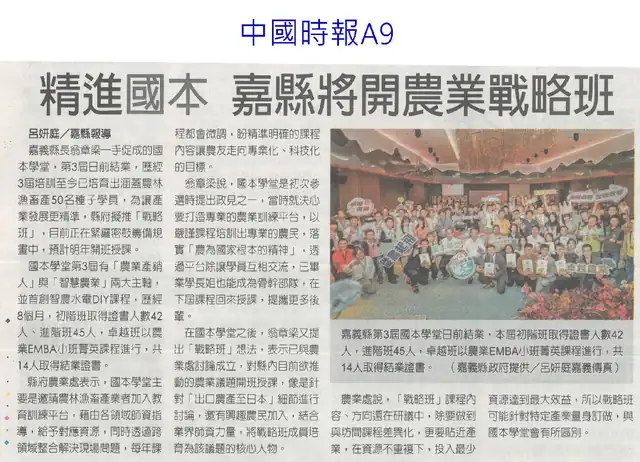 中國時報A9
精進國本 嘉縣將開農業戰略班
呂妍庭／嘉縣報導
嘉義縣長翁章梁一手促成的國
本學堂，第3屆日前結業，歷經
3屆培訓至今已培育出涵蓋農林
漁畜產50名種子學員，為讓產
業發展更精準，縣府擬推「戰略
班」，目前正在緊鑼密鼓籌備規
畫中，預計明年開班授課。
國本學堂第3屆有「農業產銷
人」與「智慧農業」兩大主軸，
並首創智農水電DIY課程，歷經
8個月，初階班取得證書人數42
人、進階班45人，卓越班以農
業EMBA小班菁英課程進行，共
14人取得結業證書。
縣府農業處表示，國本學堂主
要是邀請農林漁畜產業者加入教
育訓練平台，藉由各領域師資指
導，給予對應資源，同時透過跨
領域整合解決現場問題，每年課
程都會微調，盼精準明確的課程
內容讓農友走向專業化、科技化
的目標。
翁章梁說，國本學堂是初次參
選時提出政見之一，當時就決心
要打造專業的農業訓練平台，以
嚴謹課程培訓出專業的農民，落
實「農為國家根本的精神」，透
過平台除讓學員互相交流，已畢
業學長姐也能成為骨幹部隊，在
下屆課程回來授課，提攜更多後
輩。
在國本學堂之後，翁章梁又提
出「戰略班」想法，表示已與農
業處討論成立，對縣內目前欲推
動的農業議題開班授課，像是針
對「出口農產至日本」細節進行
討論，邀有興趣農民加入，結合
業界師資力量，將戰略班成員培
育為該議題的核心人物。
嘉義縣第3屆國本學堂日前結業，本屆初階班取得證書人數42
人，進階班45人，卓越班以農業EMBA小班菁英課程進行，共
14人取得結業證書。（嘉義縣政府提供／呂妍庭嘉義傳真）
農業處說，「戰略班」課程內
容、方向還在研議中，除要做到
與坊間課程差異化，更要貼近產
業，在資源不重複下，投入最少
資源達到最大效益，所以戰略班
可能針對特定產業量身訂做，與
國本學堂會有所區別。